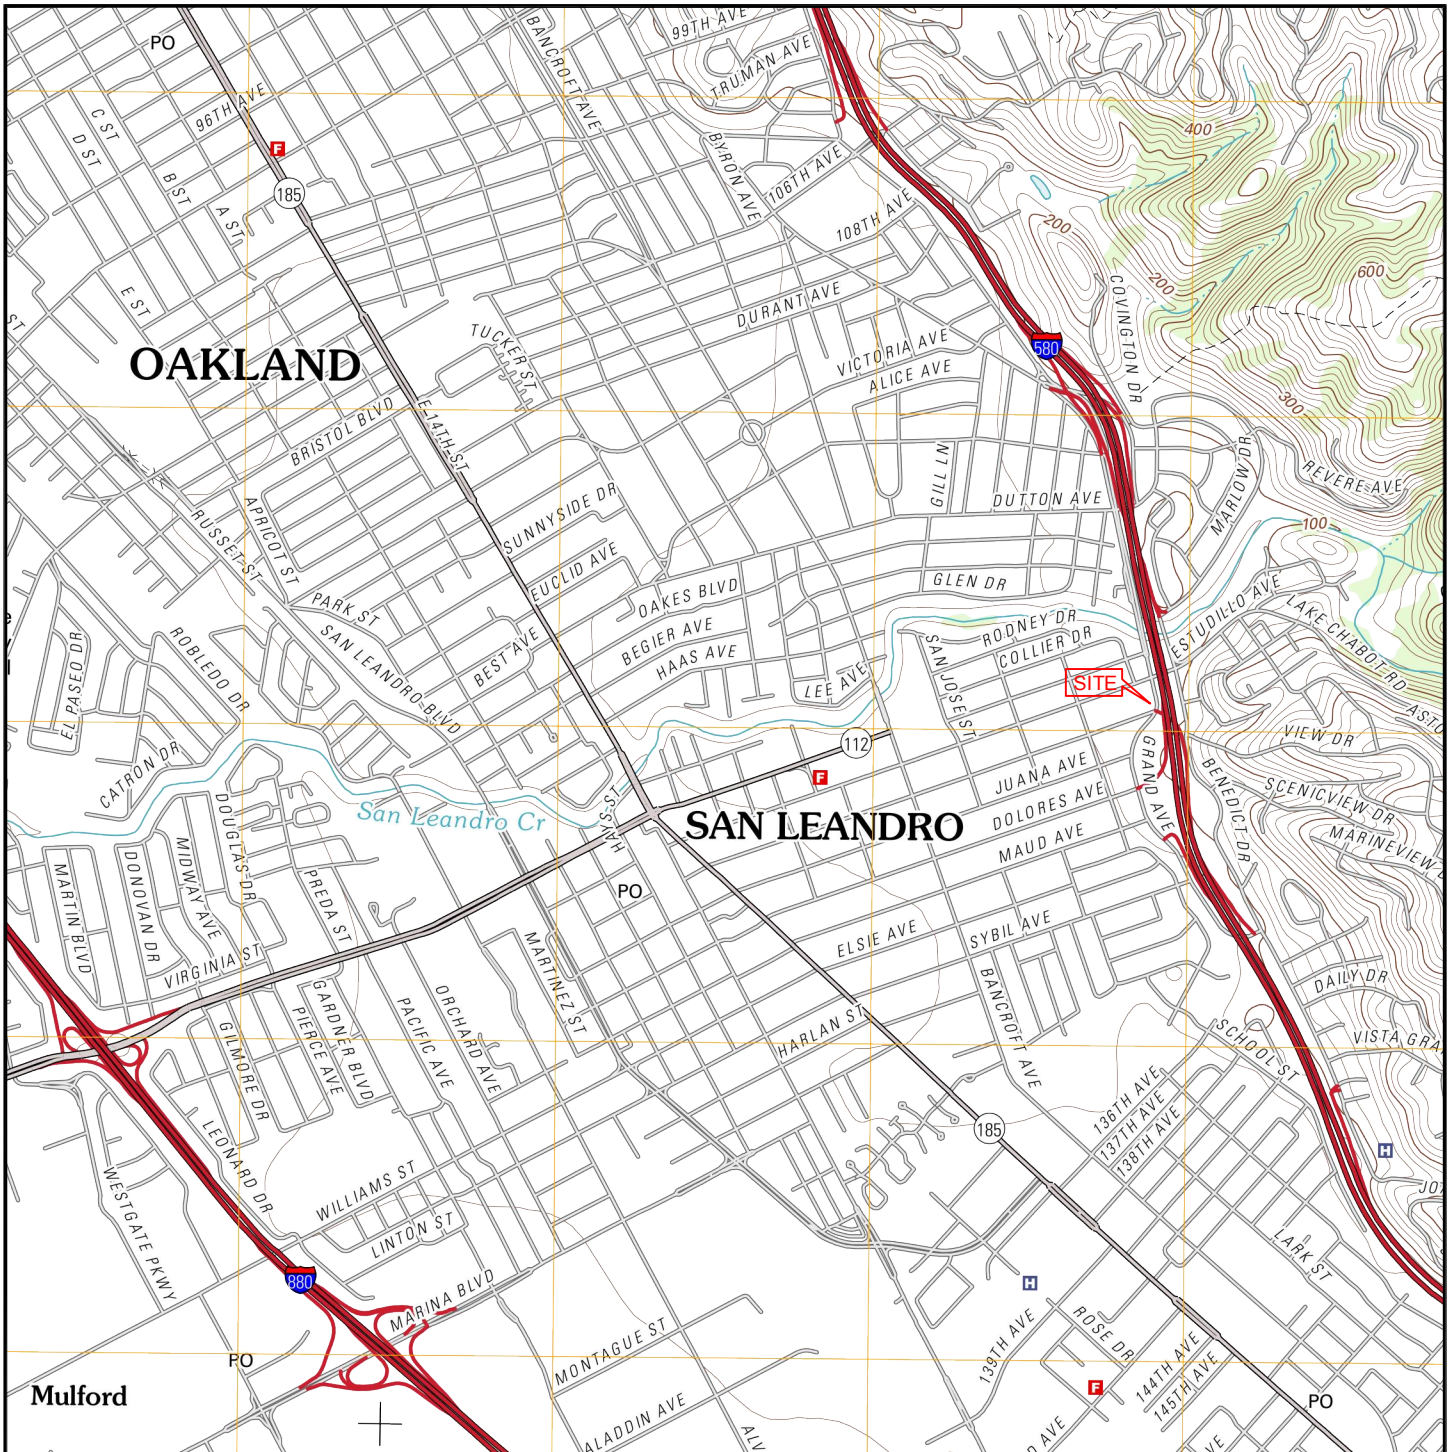 PO
BANCROFT AVE
99TH AVE
TRUMAN AVE
C ST
96TH AVE
D ST
F
400
BYRON AVE
B ST
106TH AVE
185
A ST
108TH AVE
200
200
600
COVINGTON DR
E ST
DURANT AVE
ST
TUCKER ST
VICTORIA AVE
580
OAKLAND
ALICE AVE
300
BRISTOL BLVD
E 14TH ST
MARLOW DR
GILL LN
REVERE AVE
SUNNYSIDE DR
DUTTON AVE
APRICOT ST
RUSSET ST
100
EUCLID AVE
GLEN DR
OAKES BLVD
ESTUDILLO AVE
PARK ST
LAKE CHABOT RD
BEGIER AVE
RODNEY DR
COLLIER DR
SAN LEANDRO BLVD
ROBLEDO DR
EL PASEO DR
BEST AVE
HAAS AVE
SAN JOSE ST
LEE AVE
SITE
ASTO
CATRON DR
112
VIEW DR
F
JUANA AVE
GRAND AVE
BENEDICT DR
SCENICVIEW DR
DOLORES AVE
San Leandro Cr
HAYS ST
SAN LEANDRO
DOUGLAS DR
MAUD AVE
MARINEVIEW D
MIDWAY AVE
DONOVAN DR
MARTIN BLVD
PREDA ST
PO
ELSIE AVE
SYBIL AVE
VIRGINIA ST
MARTINEZ ST
DAILY DR
BANCROFT AVE
GARDNER BLVD
PIERCE AVE
PACIFIC AVE
ORCHARD AVE
HARLAN ST
GILMORE DR
SCHOOL ST
VISTA GRA
136TH AVE
137TH AVE
138TH AVE
185
LEONARD DR
H
WILLIAMS ST
WESTGATE PKWY
LINTON ST
JO
LARK ST
880
MARINA BLVD
H
139TH AVE
ROSE DR
MONTAGUE ST
144TH AVE
145TH AVE
PO
Mulford
F
PO
ALADDIN AVE
ALV
D AVE
VE